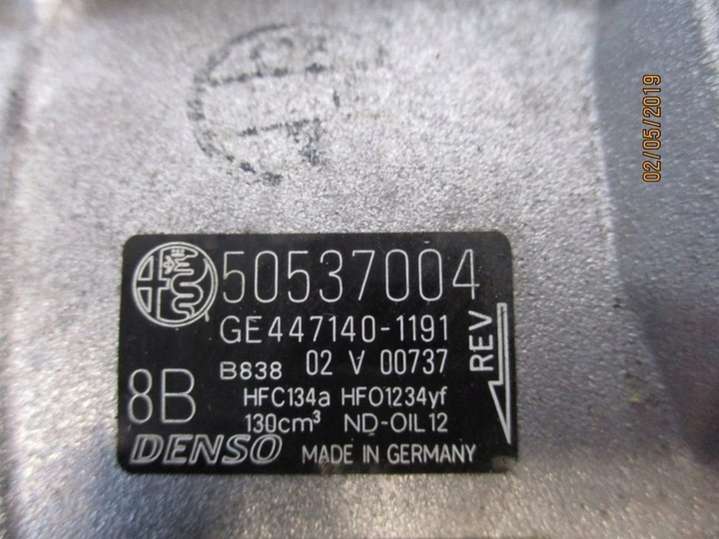 02/05/2019
50537004
GE447140-1191
B838 02 V 00737
8B
HFC134a HFO1234yf
130cm³ ND-OIL12
DENSO MADE IN GERMANY
REV